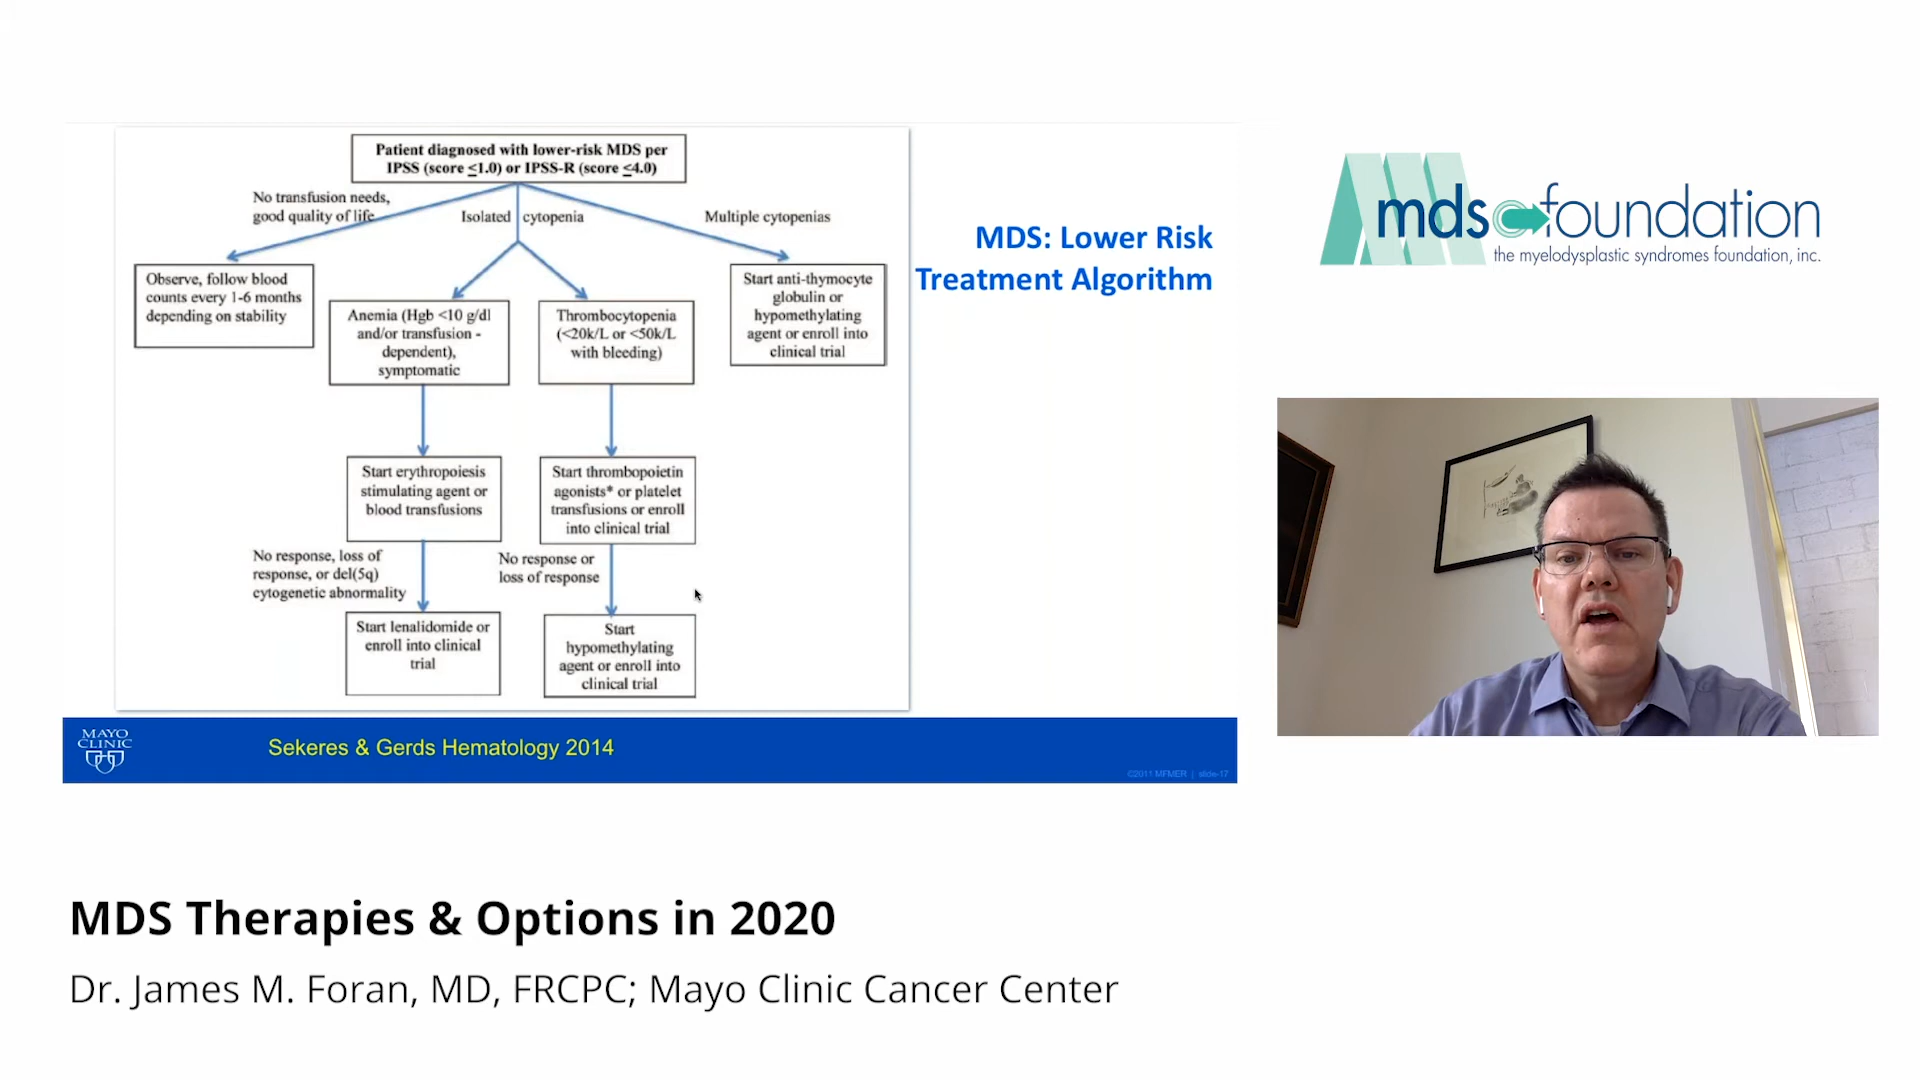 Patient diagnosed with lower-risk MDS per
IPSS (score ≤1.0) or IPSS-R (score ≤4.0)
No transfusion needs,
good quality of life
Isolated cytopenia
Multiple cytopenias
Observe, follow blood
counts every 1-6 months
depending on stability
Anemia (Hgb <10 g/dl
and/or transfusion -
dependent),
symptomatic
Thrombocytopenia
(<20k/L or <50k/L
with bleeding)
Start anti-thymocyte
globulin or
hypomethylating
agent or enroll into
clinical trial
Start erythropoiesis
stimulating agent or
blood transfusions
Start thrombopoietin
agonists* or platelet
transfusions or enroll
into clinical trial
No response, loss of
response, or del(5q)
cytogenetic abnormality
No response or
loss of response
Start lenalidomide or
enroll into clinical
trial
Start
hypomethylating
agent or enroll into
clinical trial
MDS: Lower Risk
Treatment Algorithm
MAYO
CLINIC
Sekeres & Gerds Hematology 2014
©2011 MFMER | slide-17
mds foundation
the myelodysplastic syndromes foundation, inc.
MDS Therapies & Options in 2020
Dr. James M. Foran, MD, FRCPC; Mayo Clinic Cancer Center